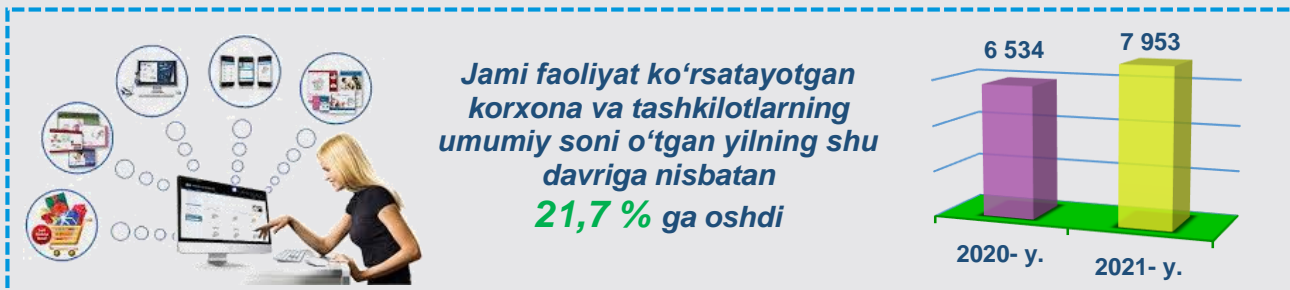 Jami faoliyat ko‘rsatayotgan
korxona va tashkilotlarning
umumiy soni o‘tgan yilning shu
davriga nisbatan
21,7 % ga oshdi
6 534
7 953
2020- y.
2021- y.